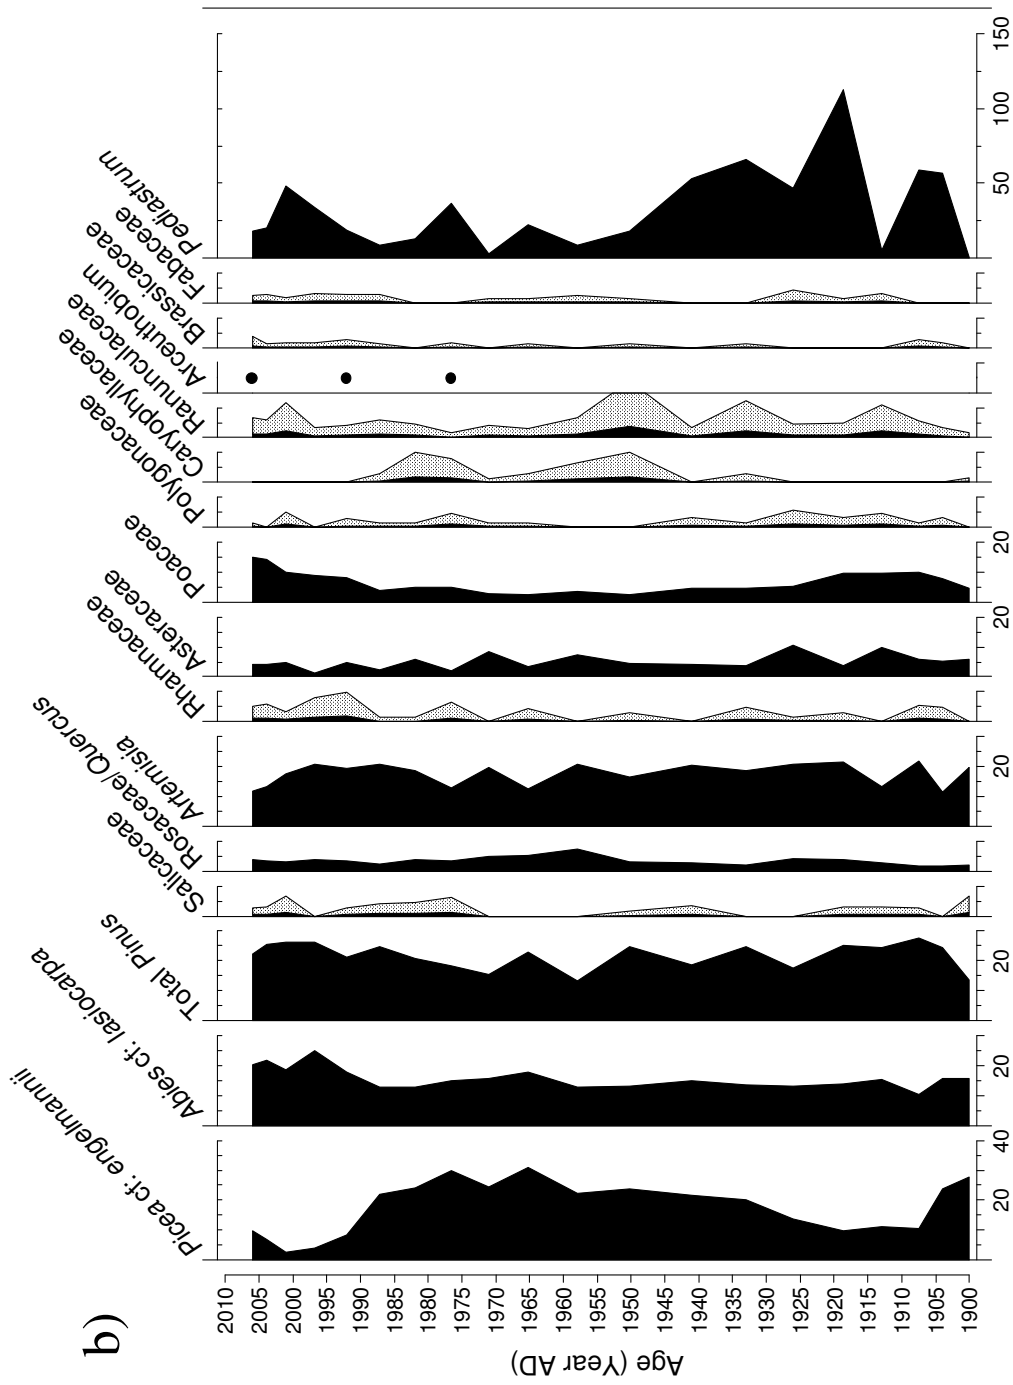 b)
Picea cf. engelmannii
Abies cf. lasiocarpa
Total Pinus
Salicaceae
Rosaceae/Quercus
Artemisia
Rhamnaceae
Asteraceae
Poaceae
Polygonaceae
Caryophyllaceae
Ranunculaceae
Arceuthobium
Brassicaceae
Fabaceae
Pediastrum
Age (Year AD)
2010
2005
2000
1995
1990
1985
1980
1975
1970
1965
1960
1955
1950
1945
1940
1935
1930
1925
1920
1915
1910
1905
1900
20 40 20 20 20 20 20 50 100 150